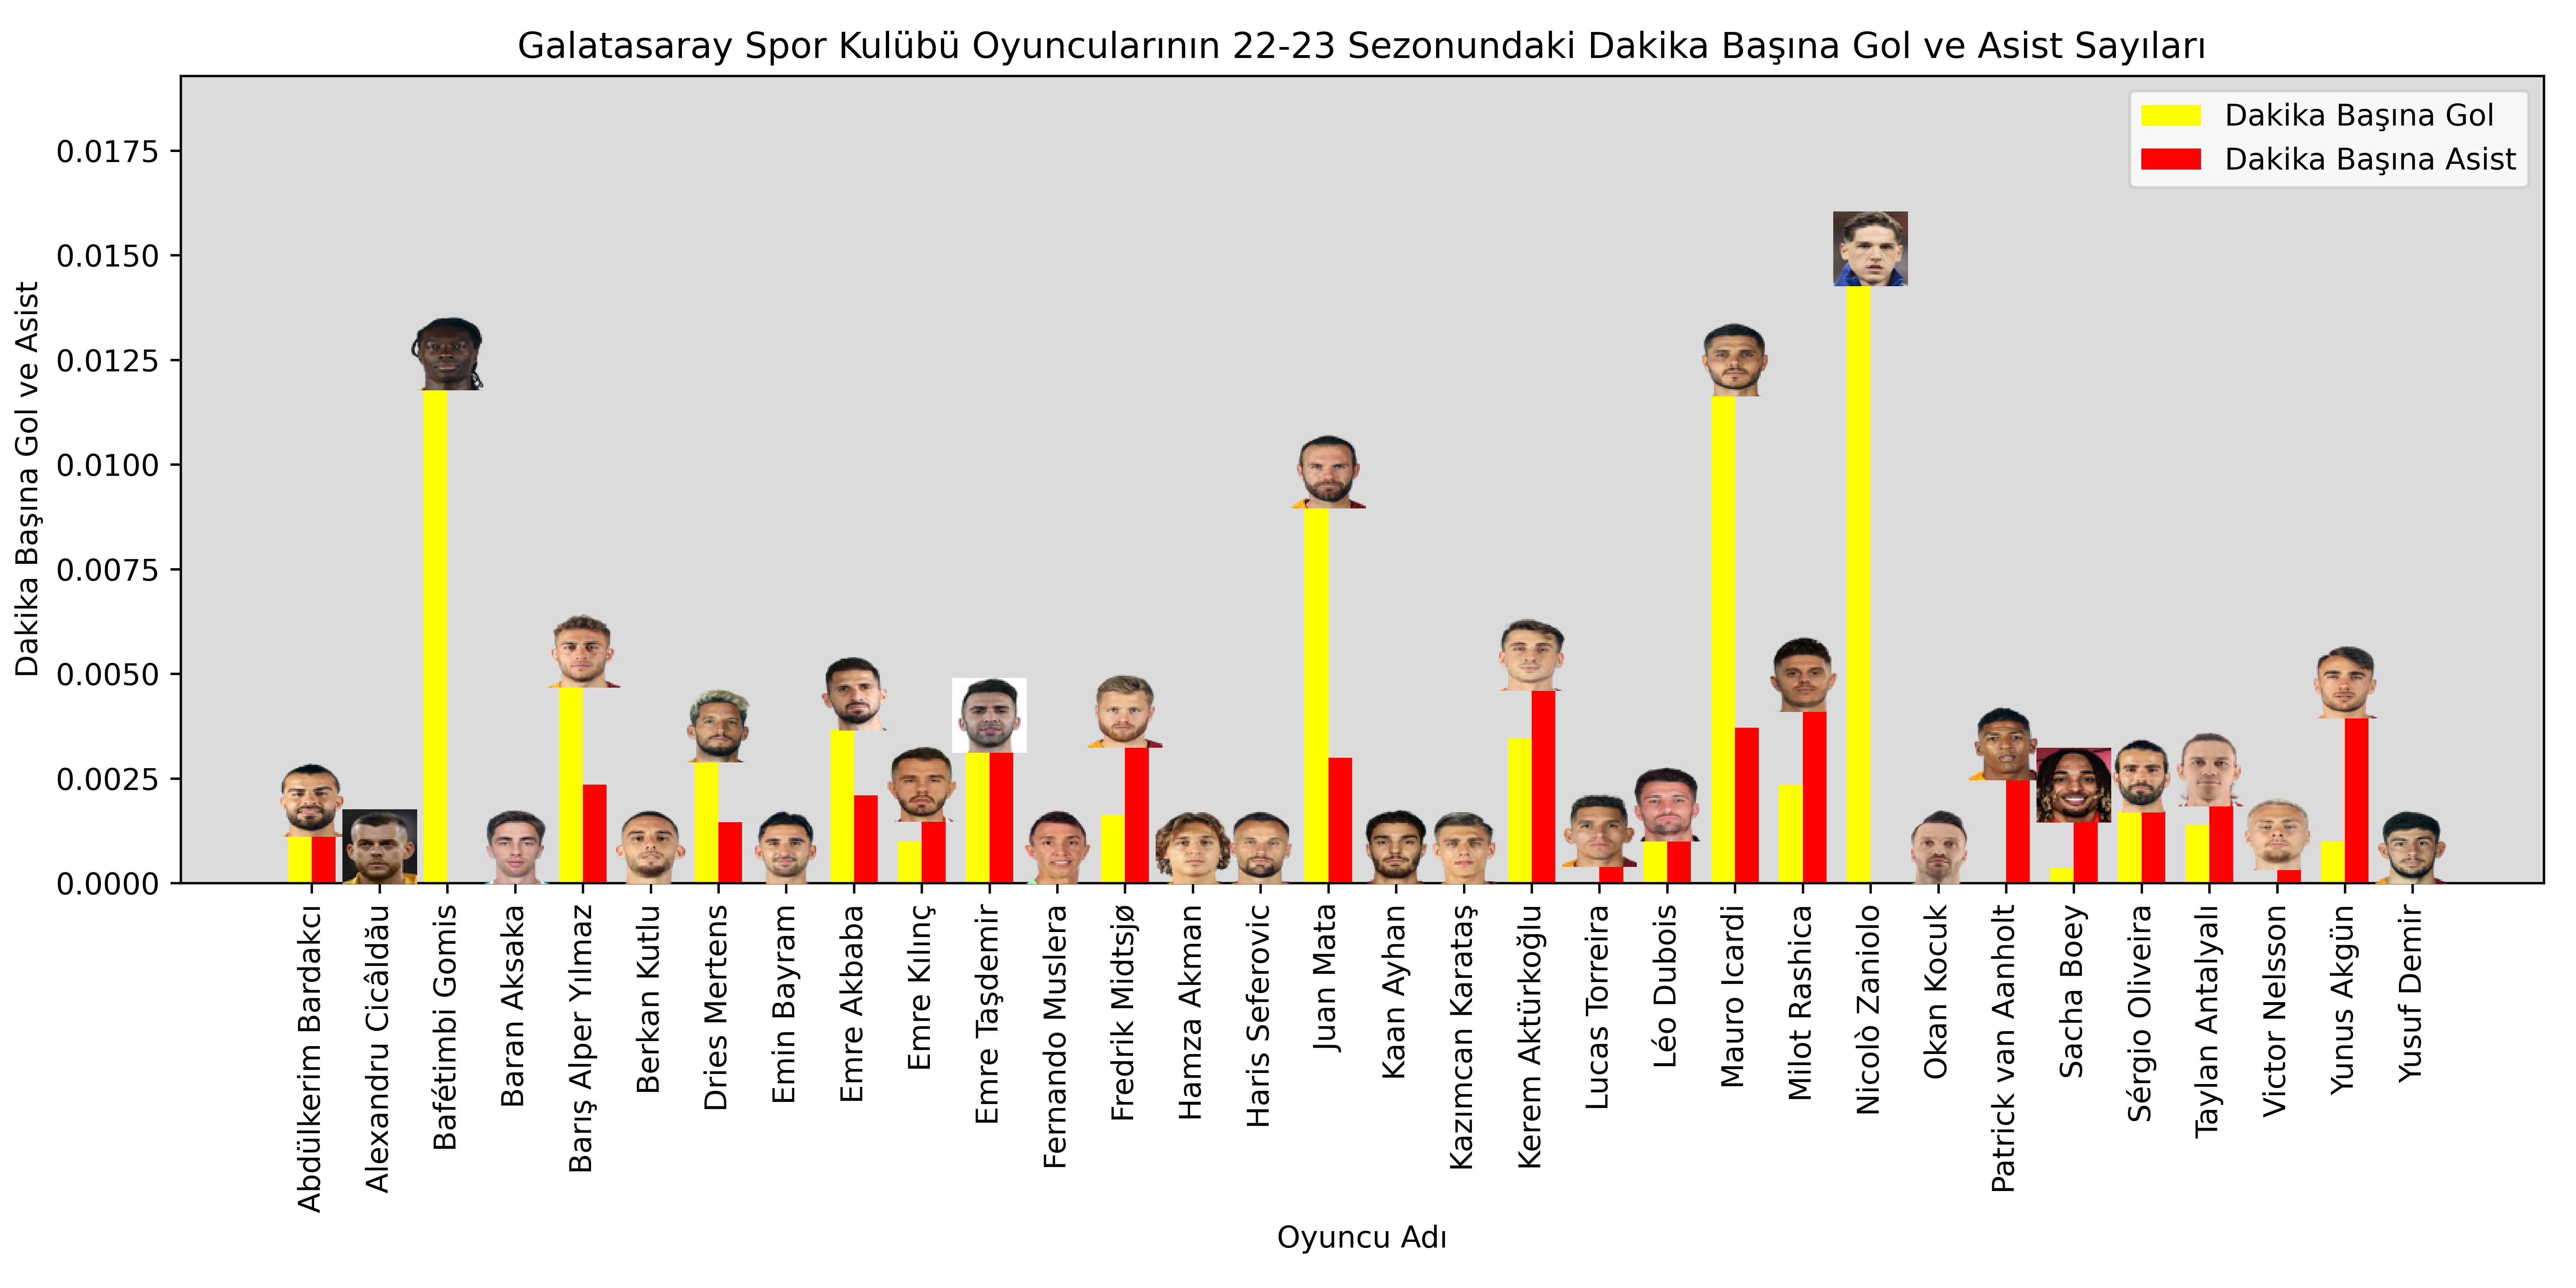 Galatasaray Spor Kulübü Oyuncularının 22-23 Sezonundaki Dakika Başına Gol ve Asist Sayıları
Dakika Başına Gol
Dakika Başına Asist
Dakika Başına Gol ve Asist
0.0175
0.0150
0.0125
0.0100
0.0075
0.0050
0.0025
0.0000
Abdülkerim Bardakcı
Alexandru Cicâldău
Bafétimbi Gomis
Baran Aksaka
Barış Alper Yılmaz
Berkan Kutlu
Dries Mertens
Emin Bayram
Emre Akbaba
Emre Kılınç
Emre Taşdemir
Fernando Muslera
Fredrik Midtsjø
Hamza Akman
Haris Seferovic
Juan Mata
Kaan Ayhan
Kazımcan Karataş
Kerem Aktürkoğlu
Lucas Torreira
Léo Dubois
Mauro Icardi
Milot Rashica
Nicolò Zaniolo
Okan Kocuk
Patrick van Aanholt
Sacha Boey
Sérgio Oliveira
Taylan Antalyalı
Victor Nelsson
Yunus Akgün
Yusuf Demir
Oyuncu Adı